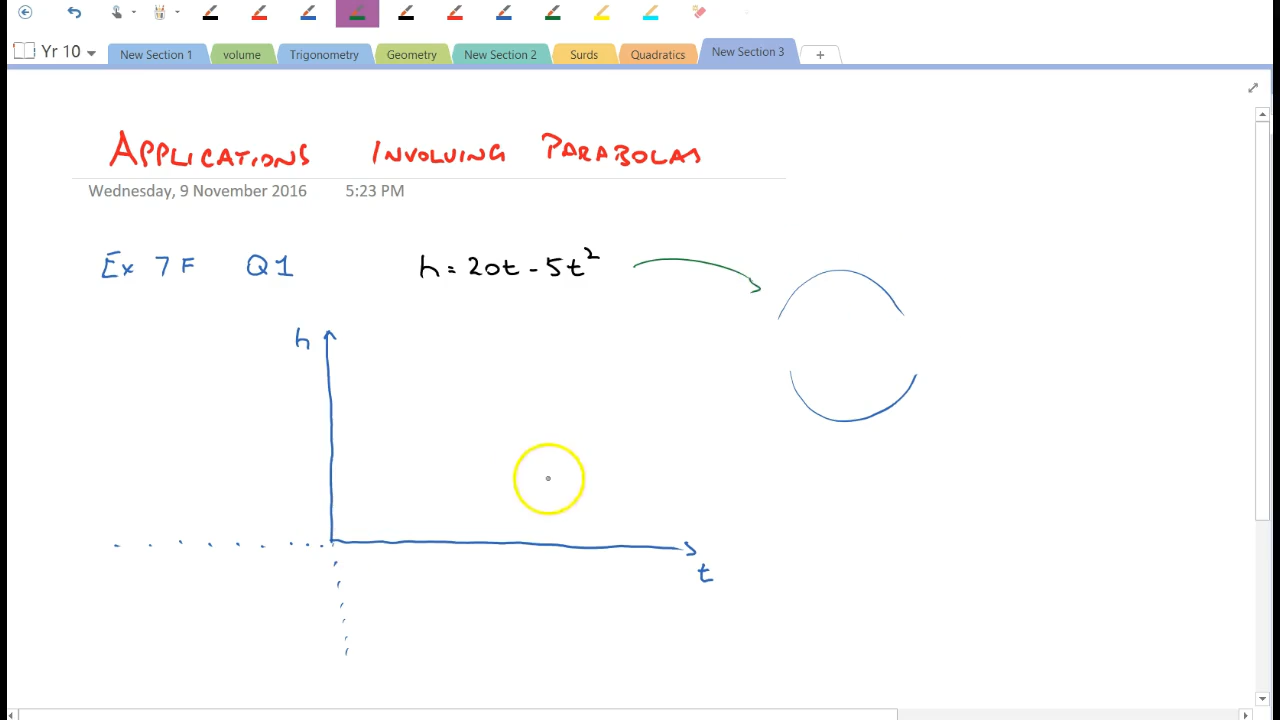 Yr 10 New Section 1 volume Trigonometry Geometry New Section 2 Surds Quadratics New Section 3 +
APPLICATIONS INVOLVING PARABOLAS
Wednesday, 9 November 2016 5:23 PM
Ex 7F Q1 h = 20t - 5t²
h
t